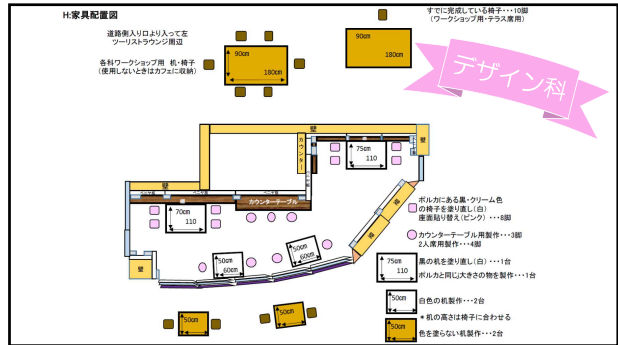 H:家具配置図
すでに完成している椅子・・・10脚
(ワークショップ用・テラス席用)
道路側入り口より入って左
ツーリストラウンジ周辺
各科ワークショップ用 机・椅子
(使用しないときはカフェに収納)
90cm
180cm
90cm
180cm
デザイン科
壁
壁
カウンター
75cm
110
壁
カウンターテーブル
70cm
110
壁
壁
壁
50cm
60cm
50cm
60cm
50cm
50cm
ポルカにある黒・クリーム色
の椅子を塗り直し(白)
座面貼り替え(ピンク)・・・8脚
カウンターテーブル用製作・・・3脚
2人席用製作・・・4脚
75cm
110
黒の机を塗り直し(白)・・・1台
ポルカと同じ大きさの物を製作・・・1台
50cm
白色の机製作・・・2台
*机の高さは椅子に合わせる
50cm
色を塗らない机製作・・・2台